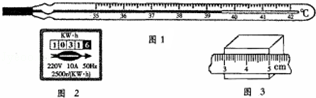 35 36 37 38 39 40 41 42 ℃
图 1
KW·h
1 0 3 1 6
220V 10A 50Hz
2500r/(KW·h)
图 2
3 4 5 cm
图 3